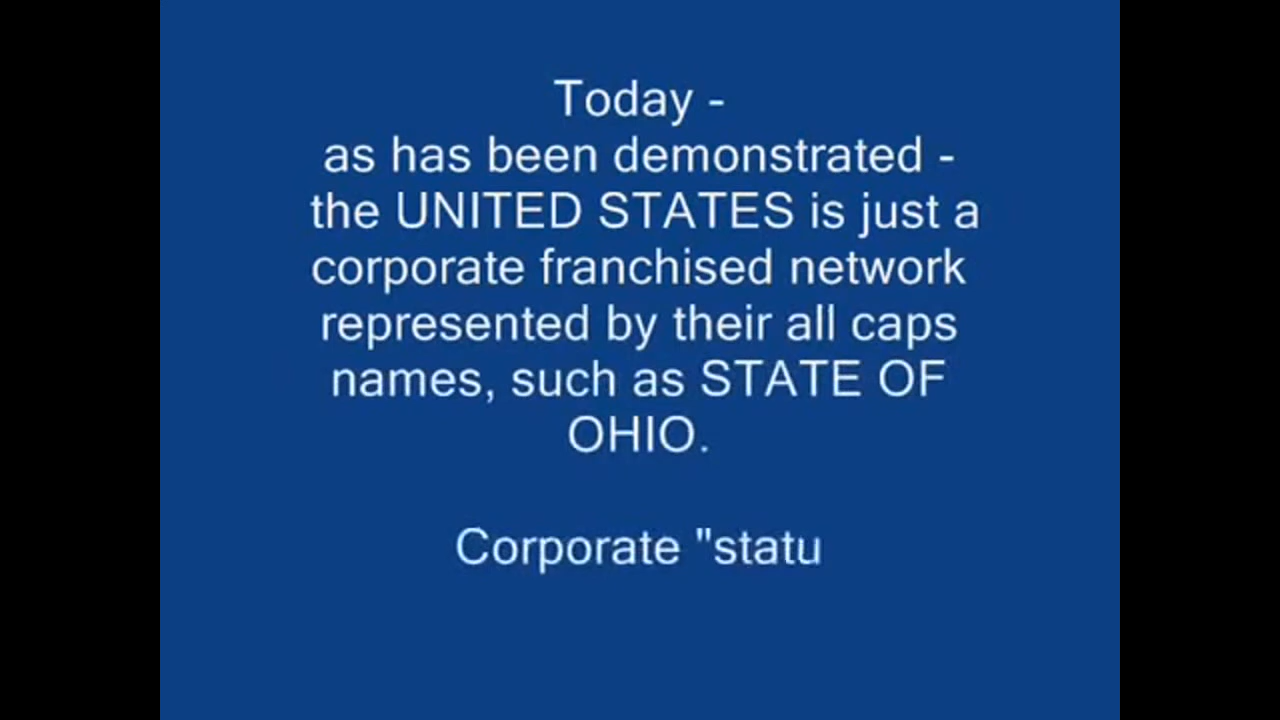 Today -
as has been demonstrated -
the UNITED STATES is just a
corporate franchised network
represented by their all caps
names, such as STATE OF
OHIO.
Corporate "statu